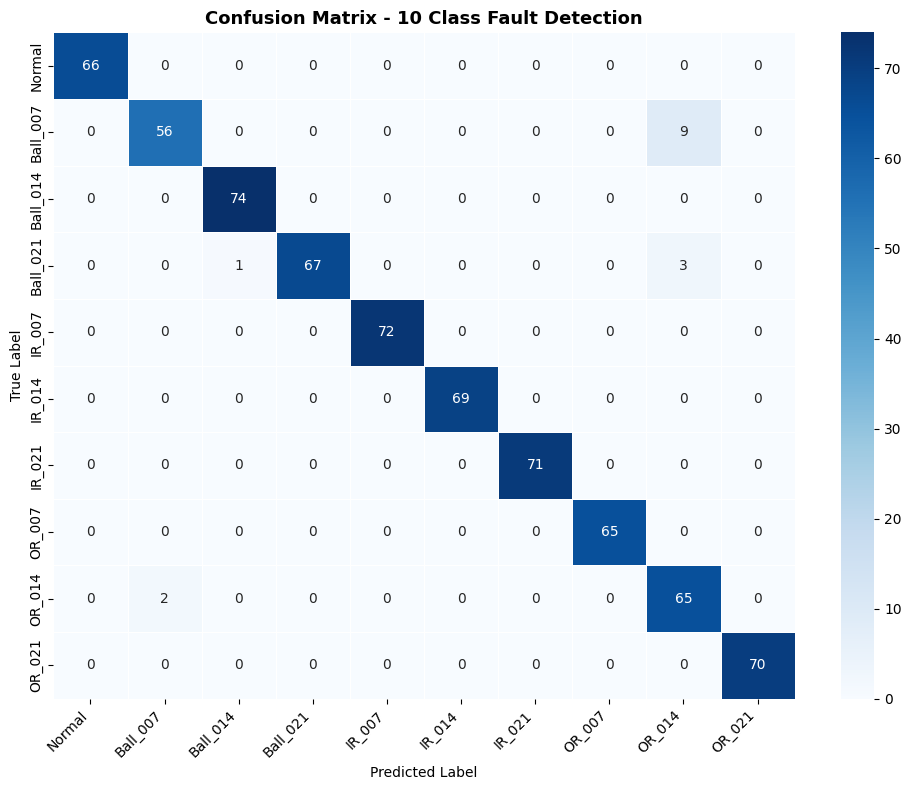 Confusion Matrix - 10 Class Fault Detection
True Label
Normal 66 0 0 0 0 0 0 0 0 0
Ball_007 0 56 0 0 0 0 0 0 9 0
Ball_014 0 0 74 0 0 0 0 0 0 0
Ball_021 0 0 1 67 0 0 0 0 3 0
IR_007 0 0 0 0 72 0 0 0 0 0
IR_014 0 0 0 0 0 69 0 0 0 0
IR_021 0 0 0 0 0 0 71 0 0 0
OR_007 0 0 0 0 0 0 0 65 0 0
OR_014 0 2 0 0 0 0 0 0 65 0
OR_021 0 0 0 0 0 0 0 0 0 70
Normal Ball_007 Ball_014 Ball_021 IR_007 IR_014 IR_021 OR_007 OR_014 OR_021
Predicted Label
70
60
50
40
30
20
10
0